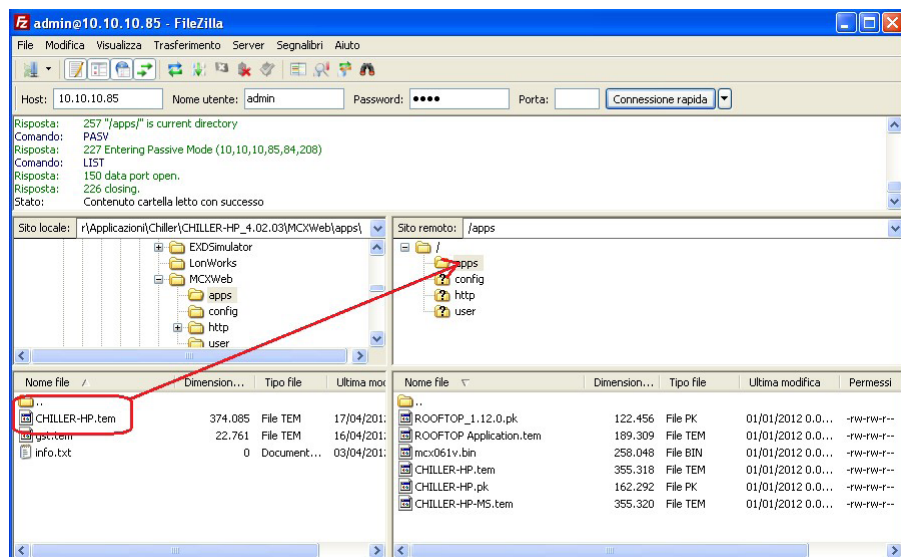 admin@10.10.10.85 - FileZilla
File Modifica Visualizza Trasferimento Server Segnalibri Aiuto
Host: 10.10.10.85 Nome utente: admin Password: ●●●● Porta: Connessione rapida
Risposta: 257 "/apps/" is current directory
Comando: PASV
Risposta: 227 Entering Passive Mode (10,10,10,85,84,208)
Comando: LIST
Risposta: 150 data port open.
Risposta: 226 closing.
Stato: Contenuto cartella letto con successo
Sito locale: r\Applicazioni\Chiller\CHILLER-HP_4.02.03\MCXWeb\apps\
EXDSimulator
LonWorks
MCXWeb
apps
config
http
user
Sito remoto: /apps
/
apps
config
http
user
Nome file Dimension... Tipo file Ultima mod
..
CHILLER-HP.tem 374.085 File TEM 17/04/201
gst.tem 22.761 File TEM 16/04/201
info.txt 0 Document... 03/04/201
Nome file Dimension... Tipo file Ultima modifica Permessi
..
ROOFTOP_1.12.0.pk 122.456 File PK 01/01/2012 0.0... -rw-rw-r--
ROOFTOP Application.tem 189.309 File TEM 01/01/2012 0.0... -rw-rw-r--
mcx061v.bin 258.048 File BIN 01/01/2012 0.0... -rw-rw-r--
CHILLER-HP.tem 355.318 File TEM 01/01/2012 0.0... -rw-rw-r--
CHILLER-HP.pk 162.292 File PK 01/01/2012 0.0... -rw-rw-r--
CHILLER-HP-MS.tem 355.320 File TEM 01/01/2012 0.0... -rw-rw-r--